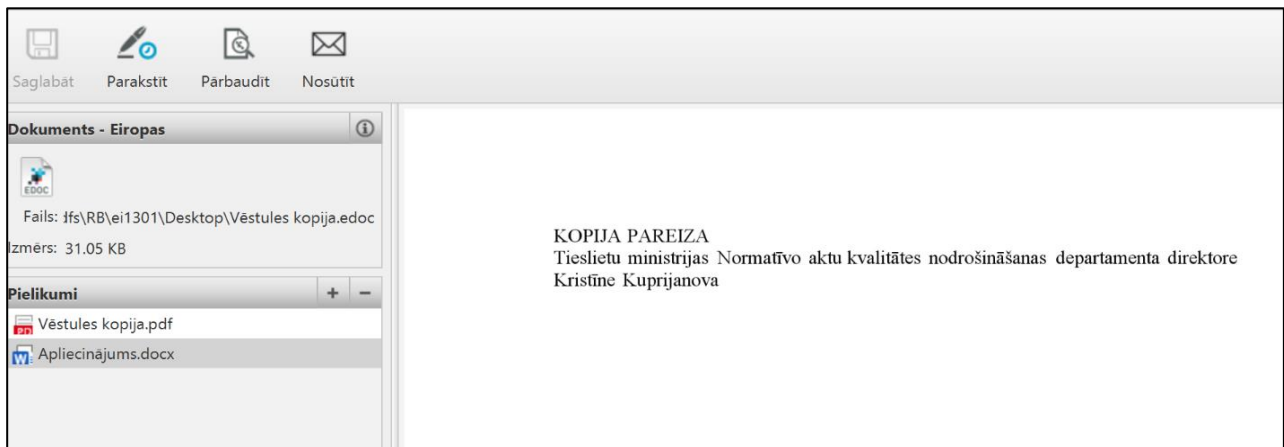 Saglabāt Parakstīt Pārbaudīt Nosūtīt
Dokuments - Eiropas
EDOC
Fails: lfs\RB\ei1301\Desktop\Vēstules kopija.edoc
Izmērs: 31.05 KB
Pielikumi + −
Vēstules kopija.pdf
Apliecinājums.docx
KOPIJA PAREIZA
Tieslietu ministrijas Normatīvo aktu kvalitātes nodrošināšanas departamenta direktore
Kristīne Kuprijanova